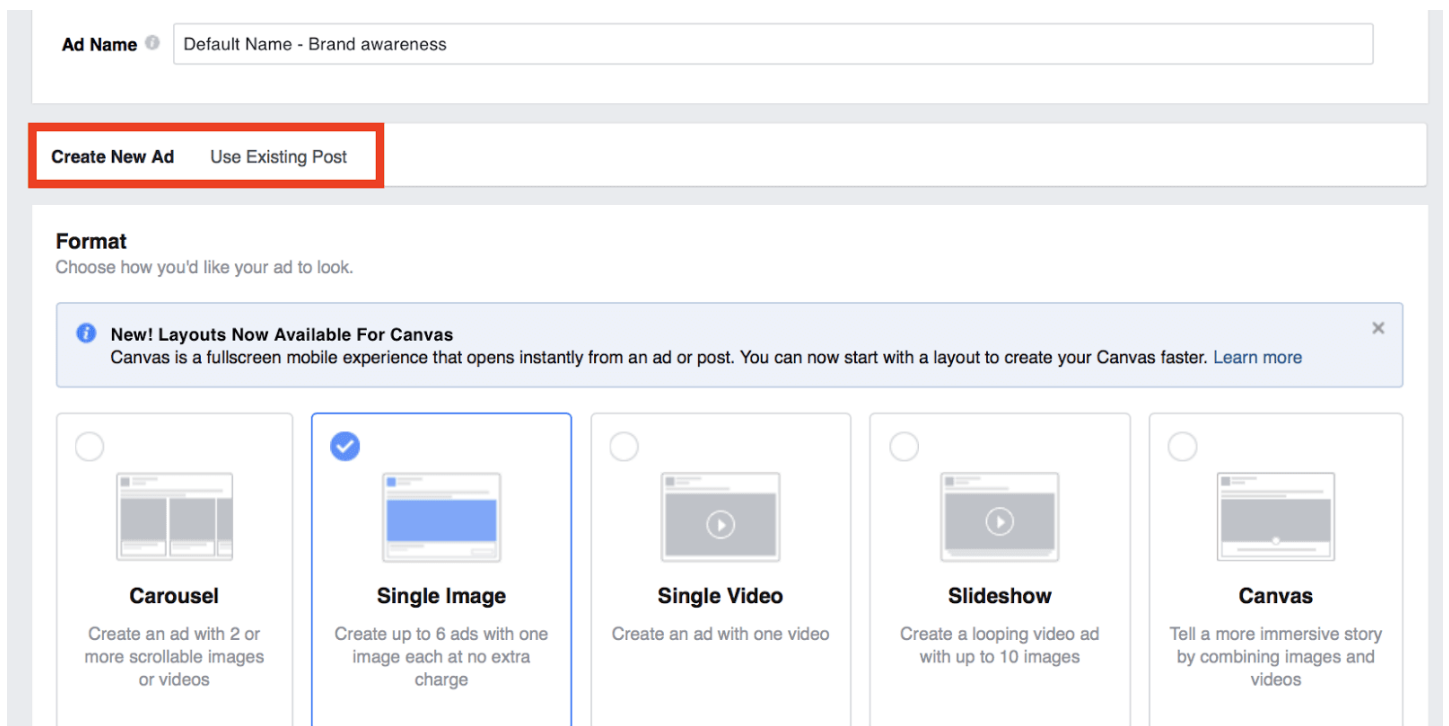 Ad Name
Default Name - Brand awareness
Create New Ad
Use Existing Post
Format
Choose how you'd like your ad to look.
New! Layouts Now Available For Canvas
Canvas is a fullscreen mobile experience that opens instantly from an ad or post. You can now start with a layout to create your Canvas faster. Learn more
Carousel
Create an ad with 2 or
more scrollable images
or videos
Single Image
Create up to 6 ads with one
image each at no extra
charge
Single Video
Create an ad with one video
Slideshow
Create a looping video ad
with up to 10 images
Canvas
Tell a more immersive story
by combining images and
videos